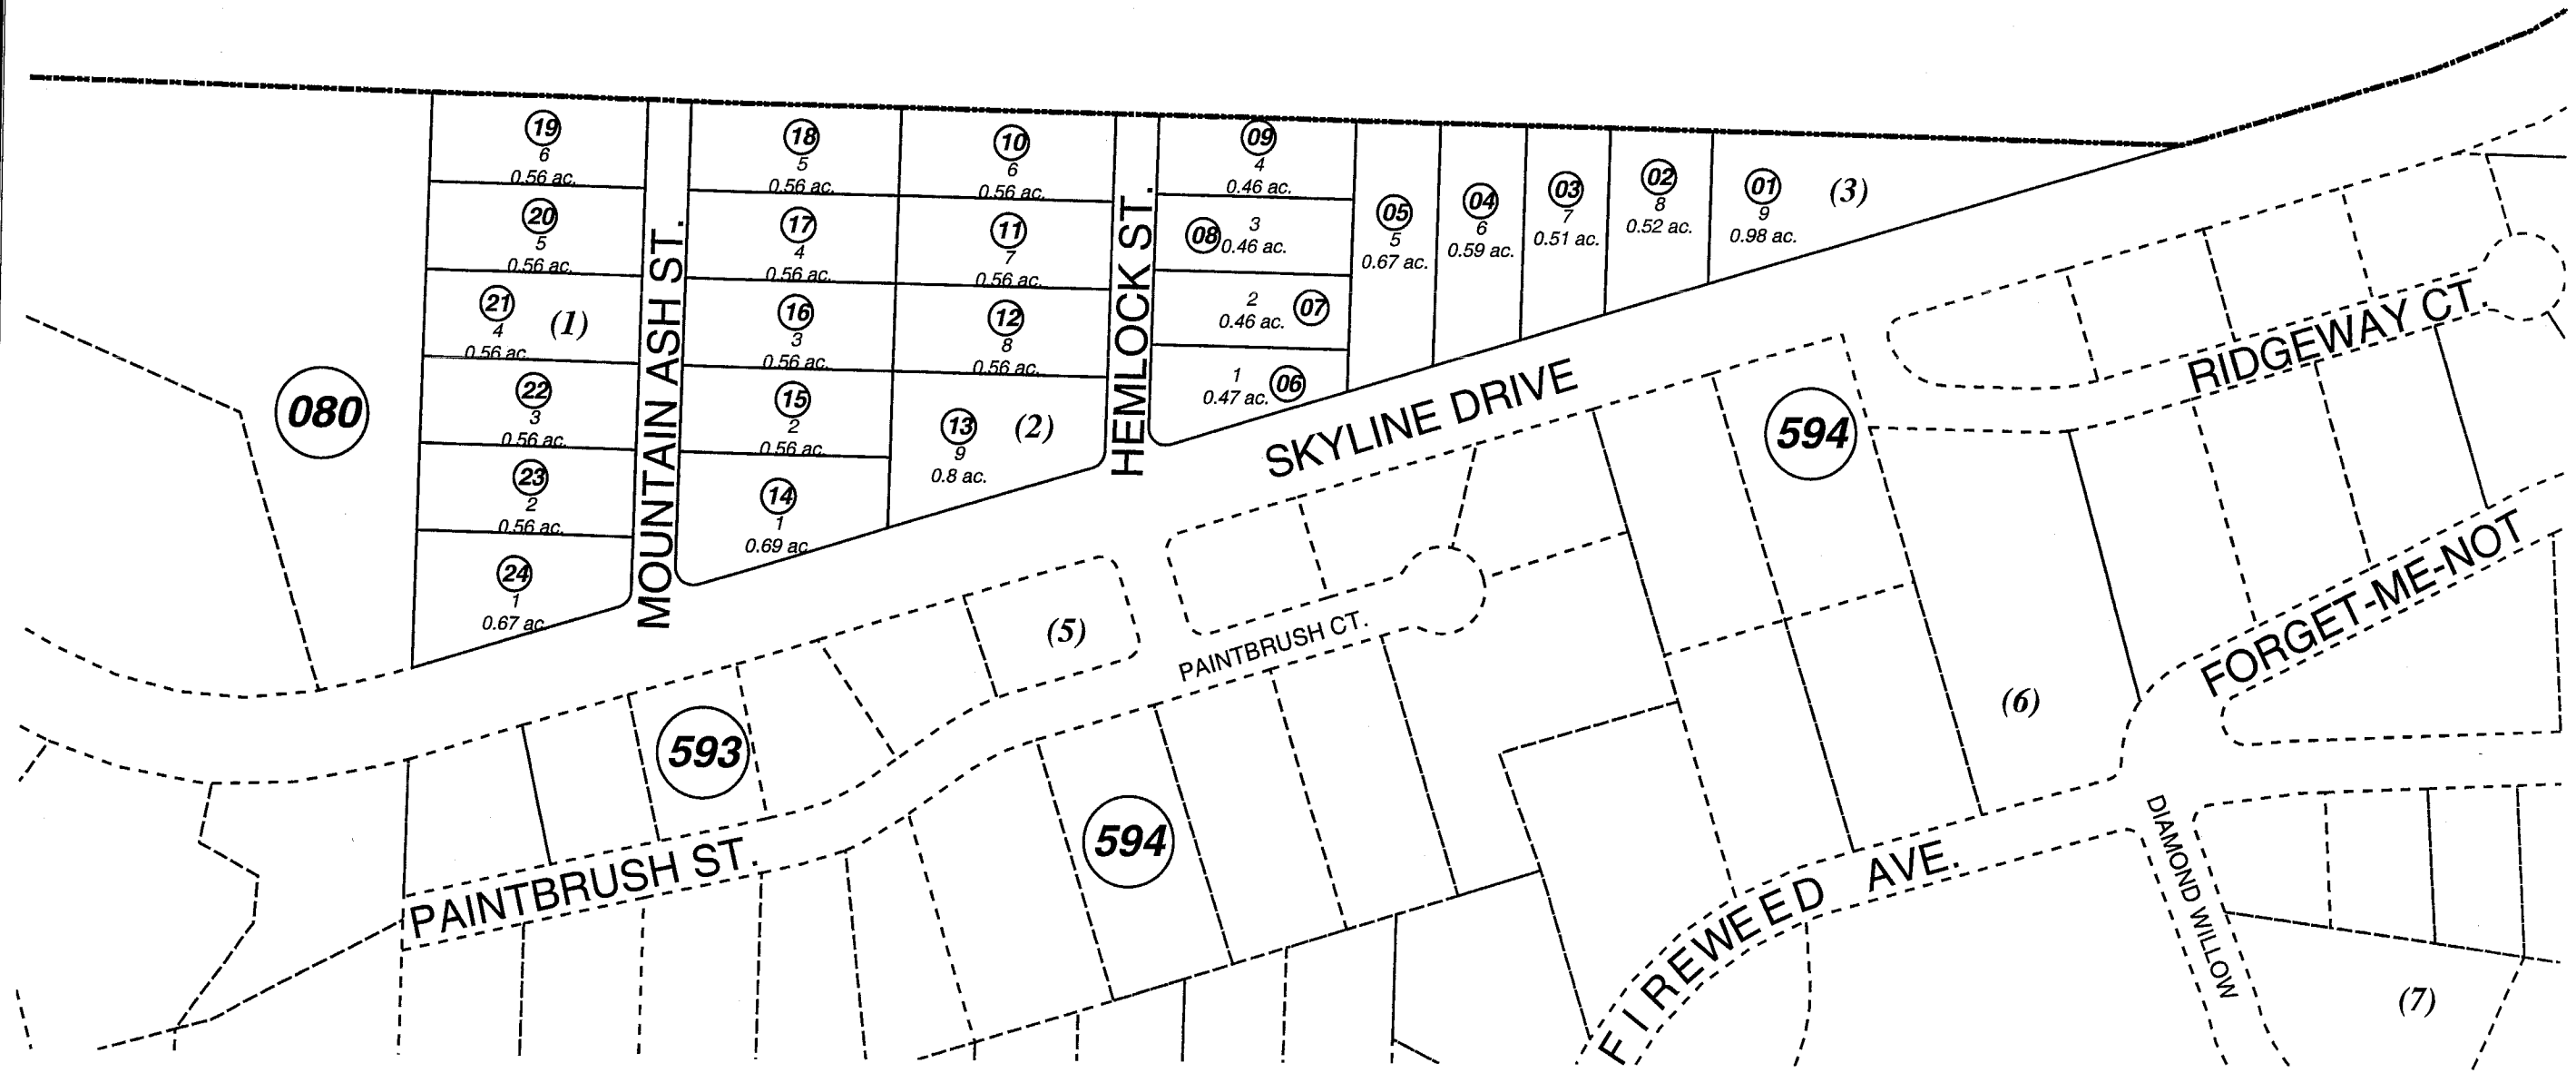 19
6
0.56 ac.
20
5
0.56 ac.
21
4
0.56 ac.
(1)
22
3
0.56 ac.
23
2
0.56 ac.
24
1
0.67 ac.
080
MOUNTAIN ASH ST.
18
5
0.56 ac.
17
4
0.56 ac.
16
3
0.56 ac.
15
2
0.56 ac.
14
1
0.69 ac.
10
6
0.56 ac.
11
7
0.56 ac.
12
8
0.56 ac.
13
9
0.8 ac.
(2)
HEMLOCK ST.
09
4
0.46 ac.
08
3
0.46 ac.
2
0.46 ac.
07
1
0.47 ac.
06
05
5
0.67 ac.
04
6
0.59 ac.
03
7
0.51 ac.
02
8
0.52 ac.
01
9
0.98 ac.
(3)
SKYLINE DRIVE
594
RIDGEWAY CT.
FORGET-ME-NOT
(5)
PAINTBRUSH CT.
593
PAINTBRUSH ST.
594
(6)
FIREWEED AVE.
DIAMOND WILLOW
(7)